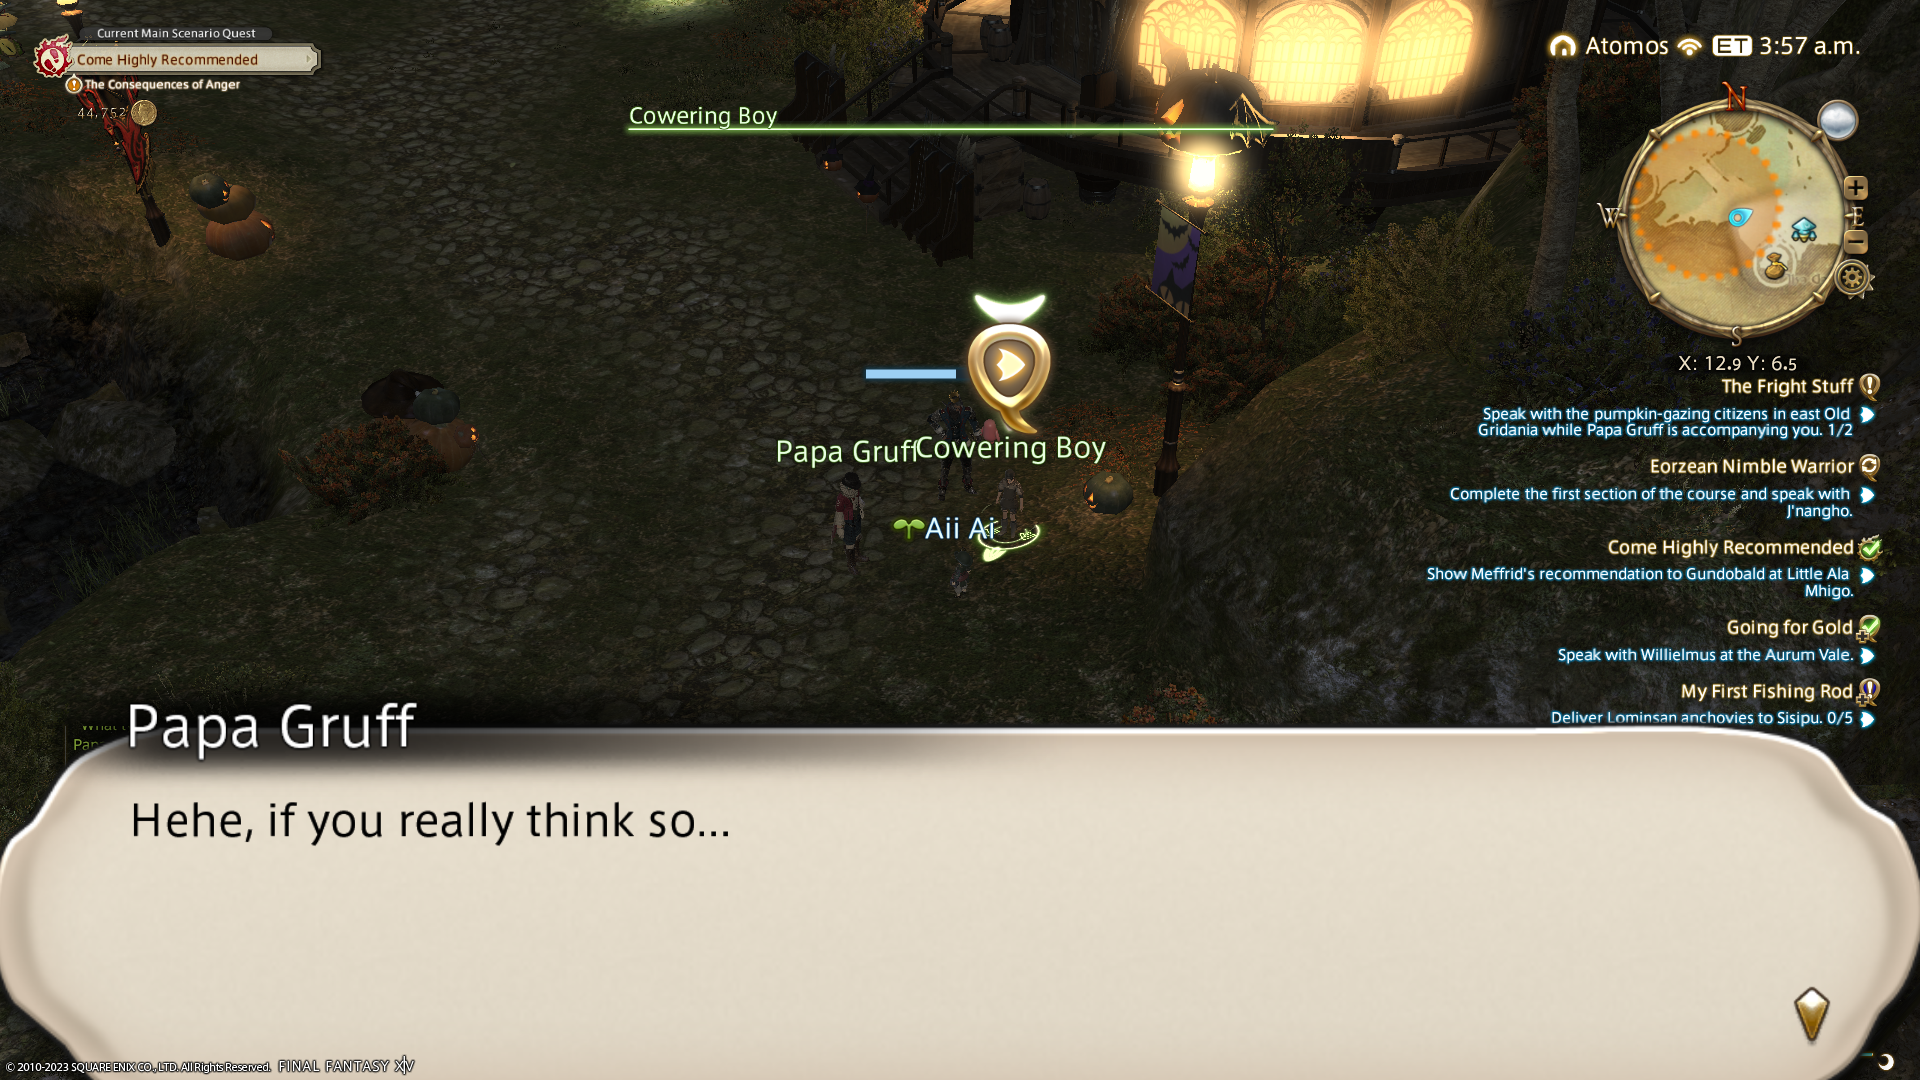 Current Main Scenario Quest
Come Highly Recommended
The Consequences of Anger
44,752
Cowering Boy
Atomos ET 3:57 a.m.
N
W
E
S
X: 12.9 Y: 6.5
The Fright Stuff
Speak with the pumpkin-gazing citizens in east Old
Gridania while Papa Gruff is accompanying you. 1/2
Eorzean Nimble Warrior
Complete the first section of the course and speak with
J'nangho.
Come Highly Recommended
Show Meffrid's recommendation to Gundobald at Little Ala
Mhigo.
Going for Gold
Speak with Willielmus at the Aurum Vale.
My First Fishing Rod
Deliver Lominsan anchovies to Sisipu. 0/5
Papa Gruff
Cowering Boy
Aii Ai
Papa Gruff
Hehe, if you really think so...
© 2010-2023 SQUARE ENIX CO., LTD. All Rights Reserved. FINAL FANTASY XIV